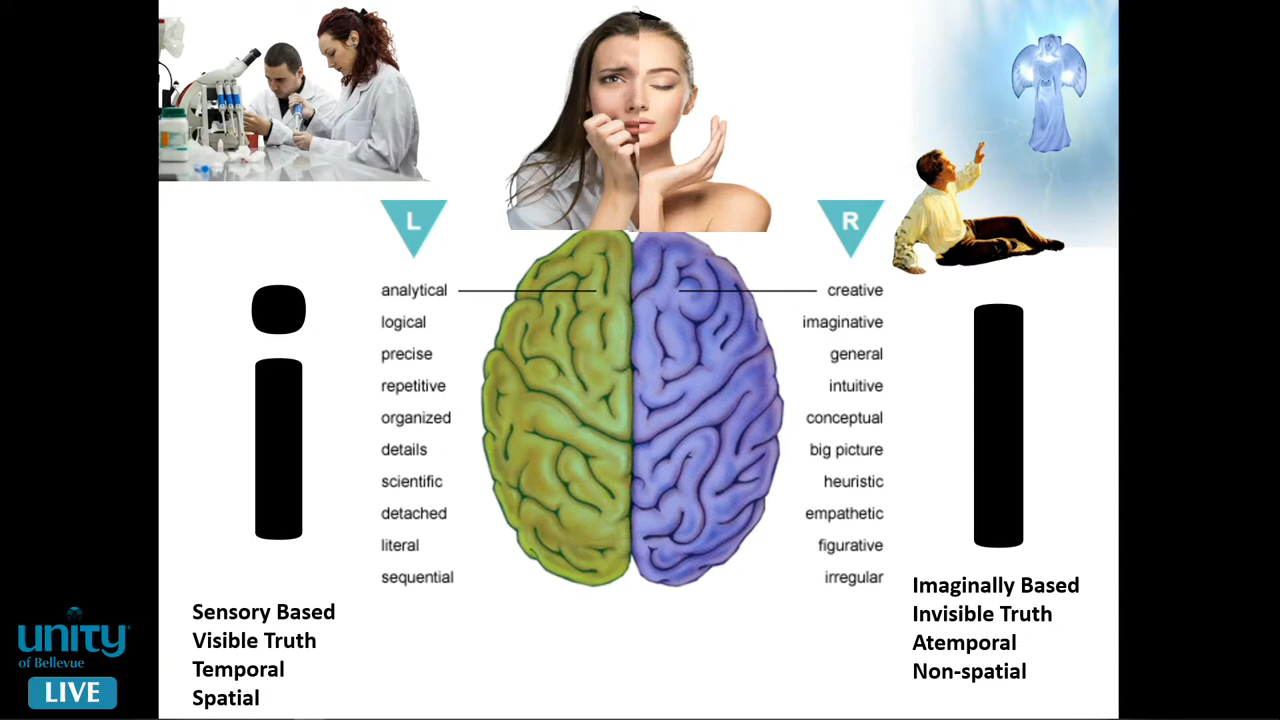 L
R
analytical
logical
precise
repetitive
organized
details
scientific
detached
literal
sequential
creative
imaginative
general
intuitive
conceptual
big picture
heuristic
empathetic
figurative
irregular
i
I
Sensory Based
Visible Truth
Temporal
Spatial
Imaginally Based
Invisible Truth
Atemporal
Non-spatial
unity
of Bellevue
LIVE